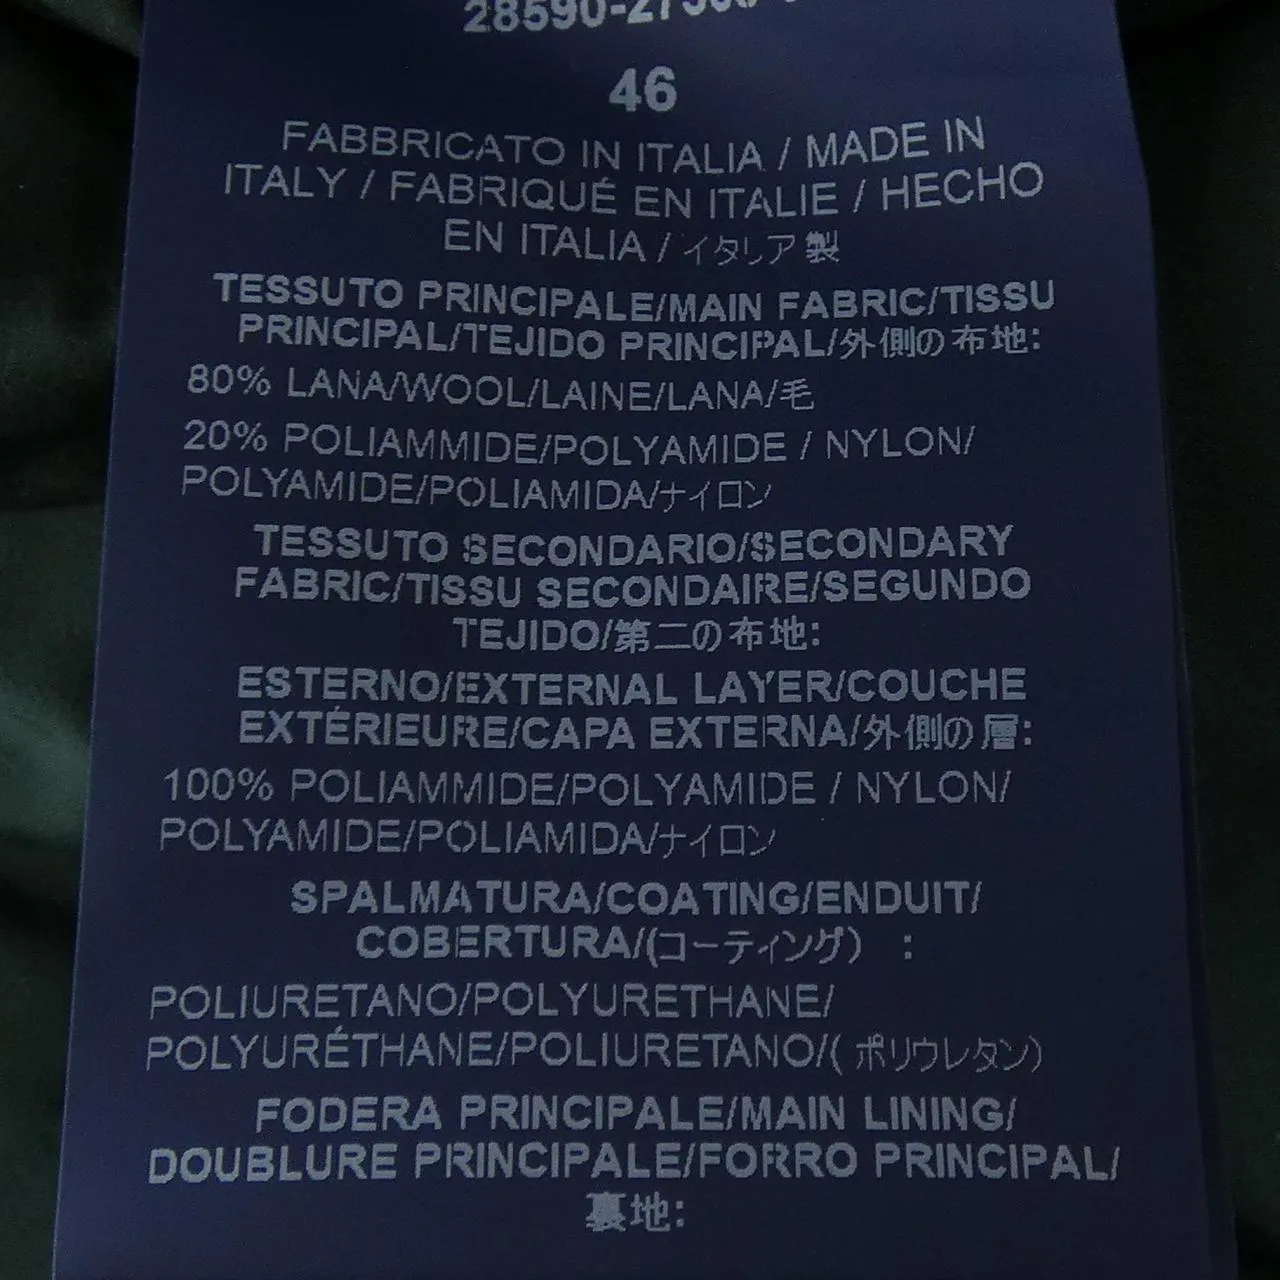 46
FABBRICATO IN ITALIA / MADE IN
ITALY / FABRIQUÉ EN ITALIE / HECHO
EN ITALIA / イタリア製
TESSUTO PRINCIPALE/MAIN FABRIC/TISSU
PRINCIPAL/TEJIDO PRINCIPAL/外側の布地:
80% LANA/WOOL/LAINE/LANA/毛
20% POLIAMMIDE/POLYAMIDE / NYLON/
POLYAMIDE/POLIAMIDA/ナイロン
TESSUTO SECONDARIO/SECONDARY
FABRIC/TISSU SECONDAIRE/SEGUNDO
TEJIDO/第二の布地:
ESTERNO/EXTERNAL LAYER/COUCHE
EXTÉRIEURE/CAPA EXTERNA/外側の層:
100% POLIAMMIDE/POLYAMIDE / NYLON/
POLYAMIDE/POLIAMIDA/ナイロン
SPALMATURA/COATING/ENDUIT/
COBERTURA/(コーティング) :
POLIURETANO/POLYURETHANE/
POLYURÉTHANE/POLIURETANO/( ポリウレタン)
FODERA PRINCIPALE/MAIN LINING/
DOUBLURE PRINCIPALE/FORRO PRINCIPAL/
裏地: